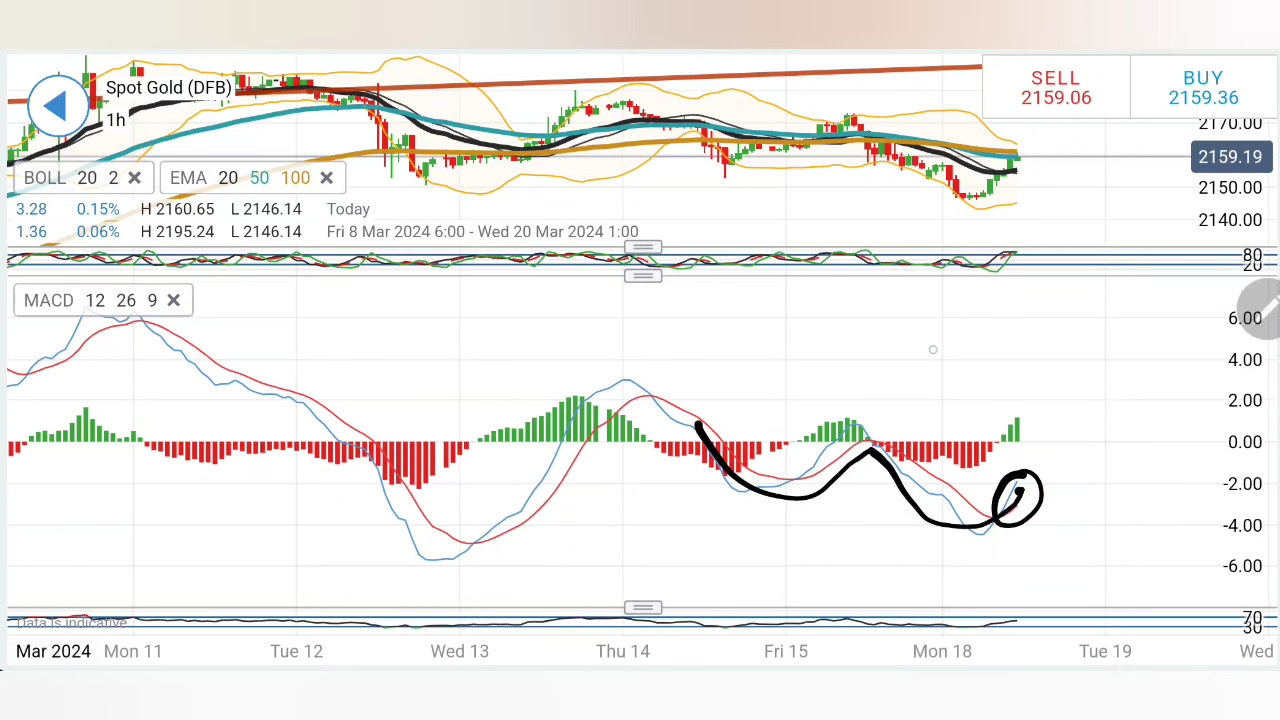 Spot Gold (DFB)
1h
SELL
2159.06
BUY
2159.36
2170.00
2159.19
2150.00
2140.00
BOLL 20 2
EMA 20 50 100
3.28 0.15% H 2160.65 L 2146.14 Today
1.36 0.06% H 2195.24 L 2146.14 Fri 8 Mar 2024 6:00 - Wed 20 Mar 2024 1:00
80
20
MACD 12 26 9
6.00
4.00
2.00
0.00
-2.00
-4.00
-6.00
70
30
Data is indicative
Mar 2024 Mon 11 Tue 12 Wed 13 Thu 14 Fri 15 Mon 18 Tue 19 Wed